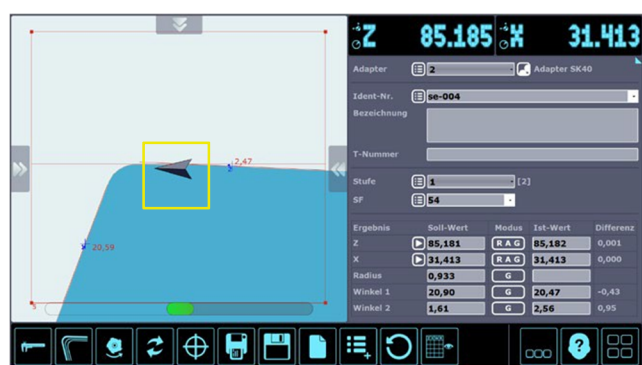 Z 85.185 X 31.413
Adapter 2 Adapter SK40
Ident-Nr. se-004
Bezeichnung
T-Nummer
Stufe 1 [2]
SF 54
Ergebnis Soll-Wert Modus Ist-Wert Differenz
Z 85,181 R A G 85,182 0,001
X 31,413 R A G 31,413 0,000
Radius 0,933 G
Winkel 1 20,90 G 20,47 -0,43
Winkel 2 1,61 G 2,56 0,95
2,47
20,59